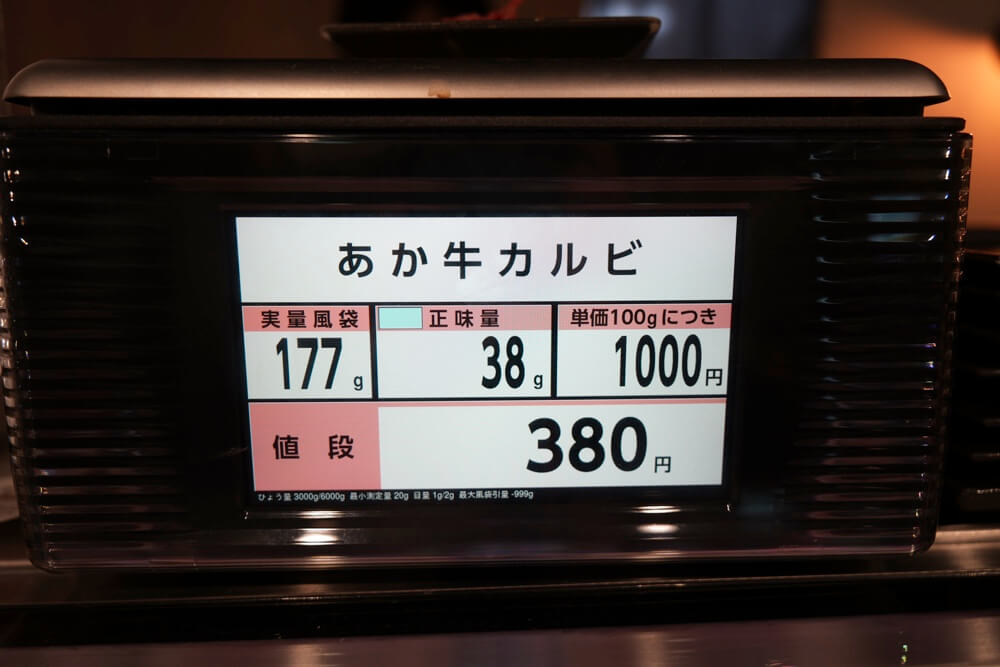 あか牛カルビ
実量風袋 正味量 単価100gにつき
177g 38g 1000円
値段 380円
ひょう量 3000g/6000g 最小測定量 20g 目量 1g/2g 最大風袋引量 -999g